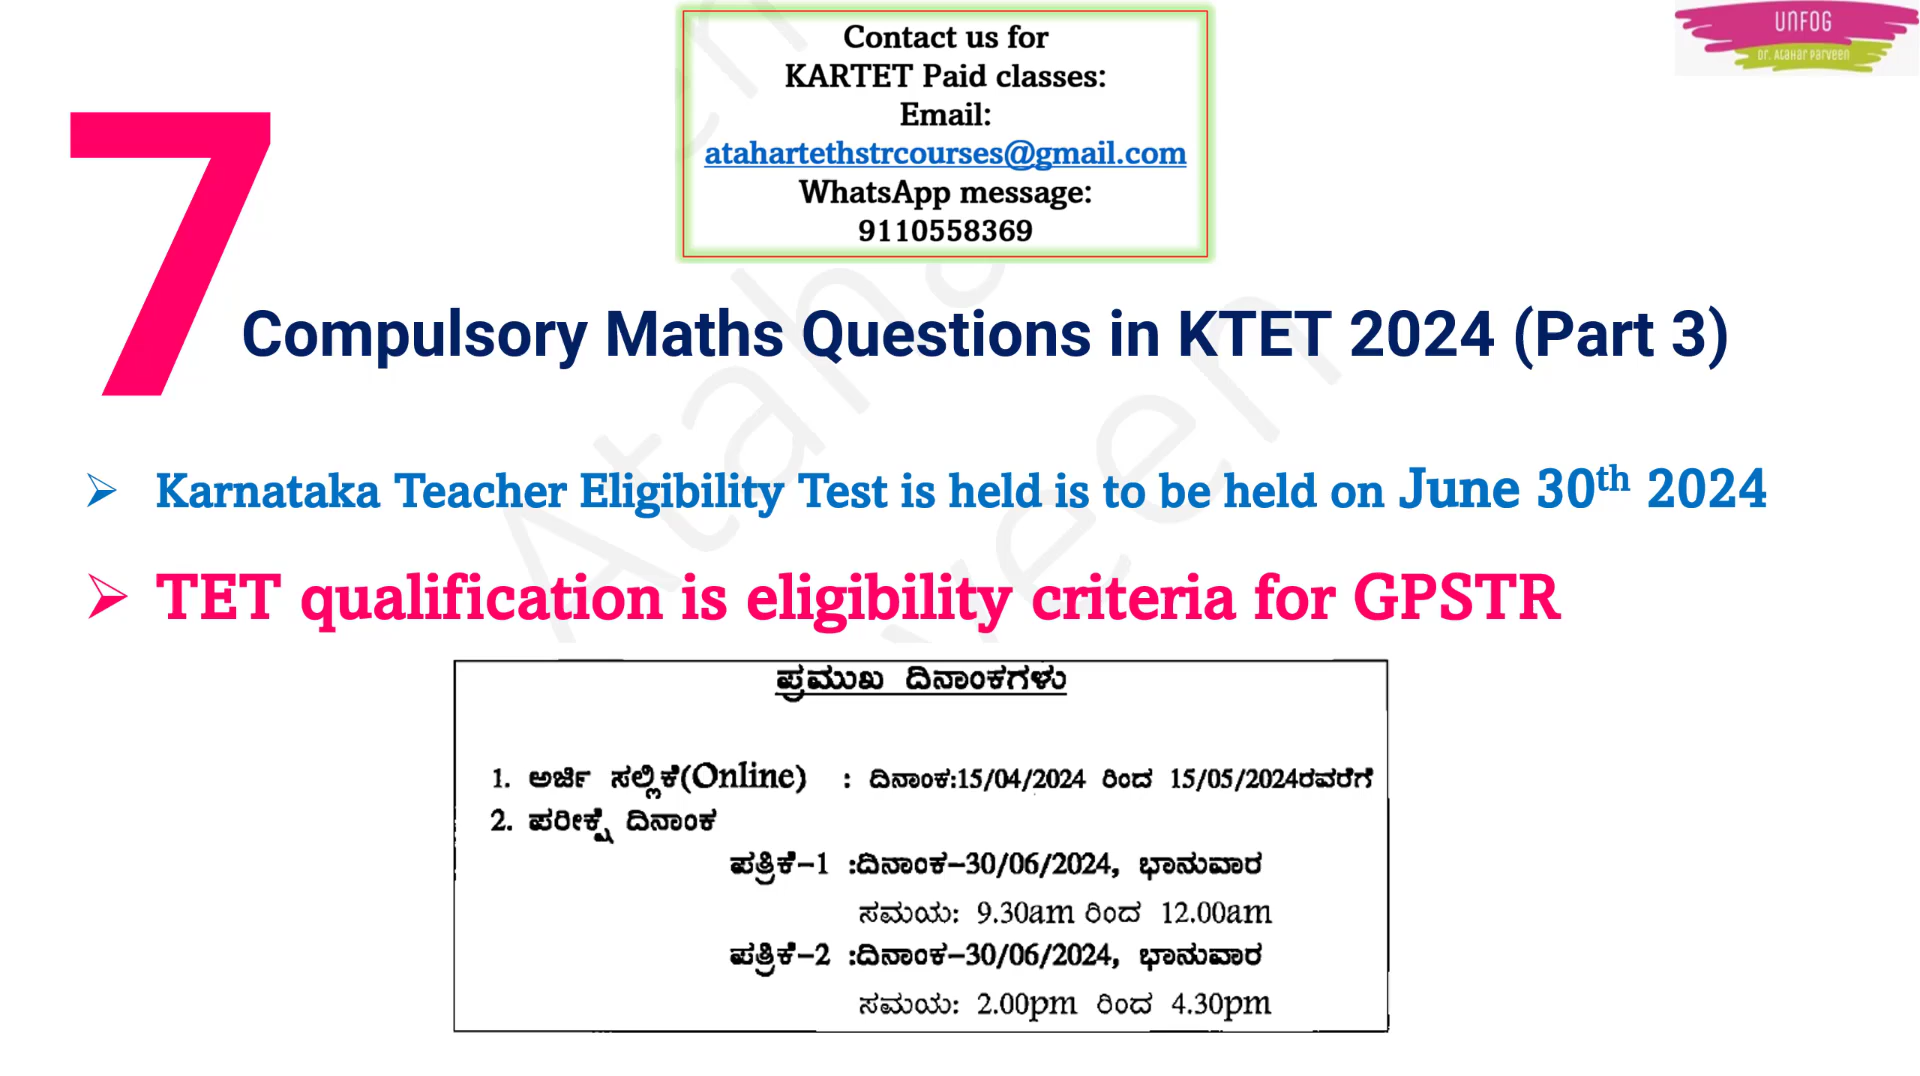 Contact us for
KARTET Paid classes:
Email:
atahartethstrcourses@gmail.com
WhatsApp message:
9110558369
UNFOG
Dr. Atahar Parveen
7
Compulsory Maths Questions in KTET 2024 (Part 3)
Karnataka Teacher Eligibility Test is held is to be held on June 30th 2024
TET qualification is eligibility criteria for GPSTR
ಪ್ರಮುಖ ದಿನಾಂಕಗಳು
1. ಅರ್ಜಿ ಸಲ್ಲಿಕೆ(Online) : ದಿನಾಂಕ:15/04/2024 ರಿಂದ 15/05/2024ರವರೆಗೆ
2. ಪರೀಕ್ಷೆ ದಿನಾಂಕ
ಪತ್ರಿಕೆ-1 :ದಿನಾಂಕ-30/06/2024, ಭಾನುವಾರ
ಸಮಯ: 9.30am ರಿಂದ 12.00am
ಪತ್ರಿಕೆ-2 :ದಿನಾಂಕ-30/06/2024, ಭಾನುವಾರ
ಸಮಯ: 2.00pm ರಿಂದ 4.30pm